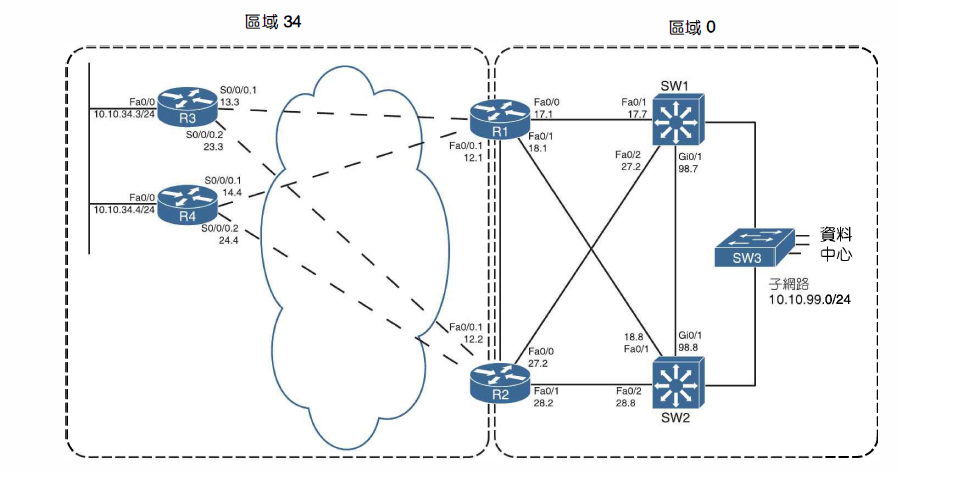 區域 34
區域 0
Fa0/0
10.10.34.3/24
R3
S0/0/0.1
13.3
S0/0/0.2
23.3
Fa0/0
10.10.34.4/24
R4
S0/0/0.1
14.4
S0/0/0.2
24.4
R1
Fa0/0
17.1
Fa0/1
18.1
Fa0/0.1
12.1
Fa0/0.1
12.2
R2
Fa0/0
27.2
Fa0/1
28.2
SW1
Fa0/1
17.7
Fa0/2
27.2
Gi0/1
98.7
18.8
Fa0/1
Gi0/1
98.8
Fa0/2
28.8
SW2
SW3
資料
中心
子網路
10.10.99.0/24